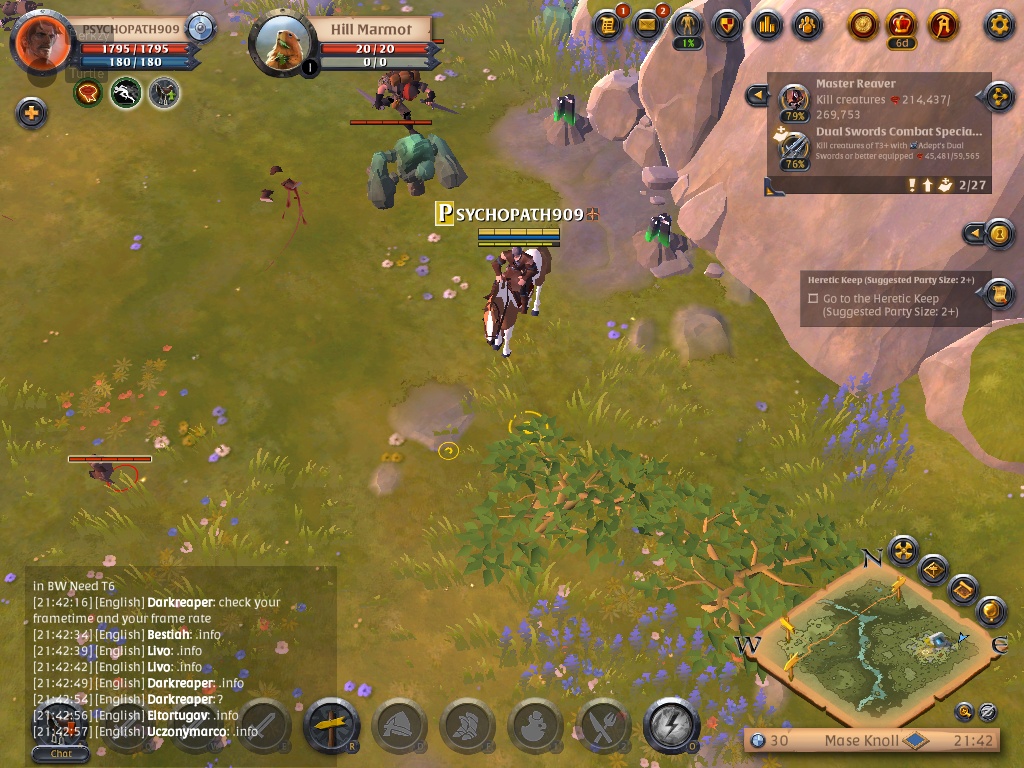 PSYCHOPATH909
1795 / 1795
180 / 180
Turtle
Hill Marmot
20 / 20
0 / 0
I
1
2
1%
6d
Master Reaver
Kill creatures 214,437/
269,753
79%
Dual Swords Combat Specia...
Kill creatures of T3+ with Adept's Dual
Swords or better equipped 45,481/59,565
76%
2/27
PSYCHOPATH909
Heretic Keep (Suggested Party Size: 2+)
Go to the Heretic Keep
(Suggested Party Size: 2+)
in BW Need T6
[21:42:16] [English] Darkreaper: check your
frametime and your frame rate
[21:42:34] [English] Bestiah: .info
[21:42:39] [English] Livo: .info
[21:42:42] [English] Livo: .info
[21:42:49] [English] Darkreaper: .info
[21:42:54] [English] Darkreaper: ?
[21:42:56] [English] Eltortugav: .info
[21:42:57] [English] Uczonymarco: .info
Chat
R
O
N
W
E
30
Mase Knoll
21:42